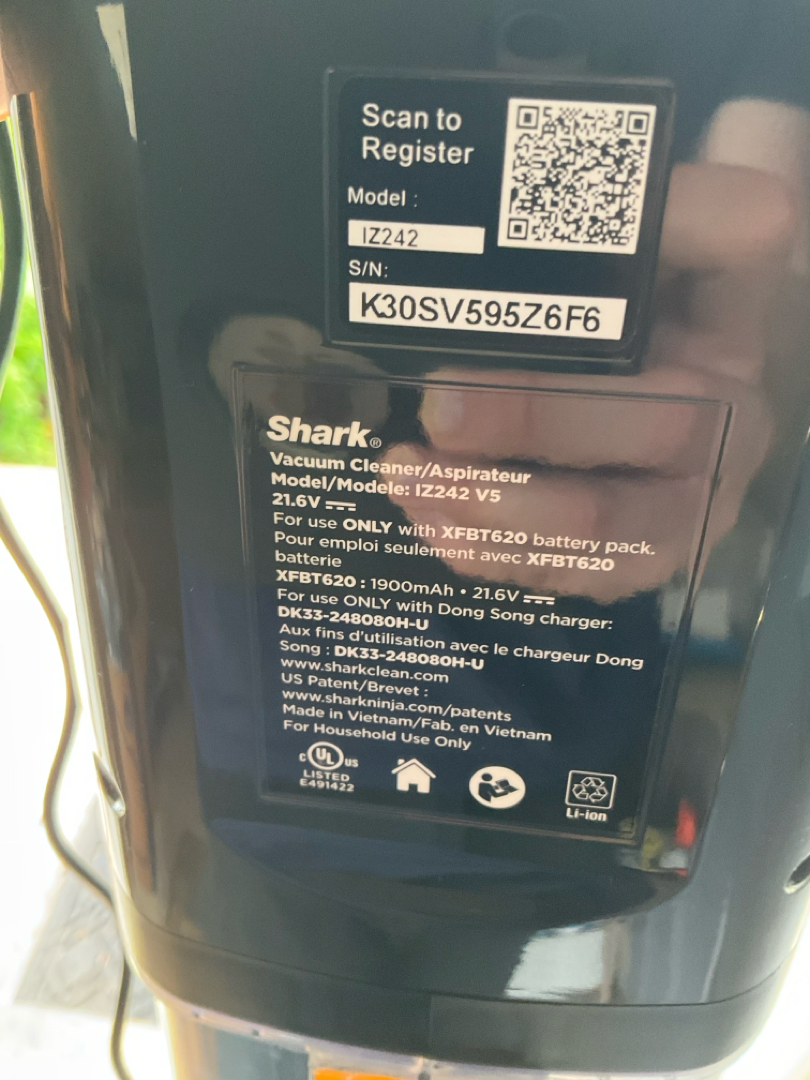 Scan to
Register
Model :
IZ242
S/N:
K30SV595Z6F6
Shark®
Vacuum Cleaner/Aspirateur
Model/Modele: IZ242 V5
21.6V
For use ONLY with XFBT620 battery pack.
Pour emploi seulement avec XFBT620
batterie
XFBT620 : 1900mAh • 21.6V
For use ONLY with Dong Song charger:
DK33-248080H-U
Aux fins d'utilisation avec le chargeur Dong
Song : DK33-248080H-U
www.sharkclean.com
US Patent/Brevet :
www.sharkninja.com/patents
Made in Vietnam/Fab. en Vietnam
For Household Use Only
c UL us
LISTED
E491422
Li-ion